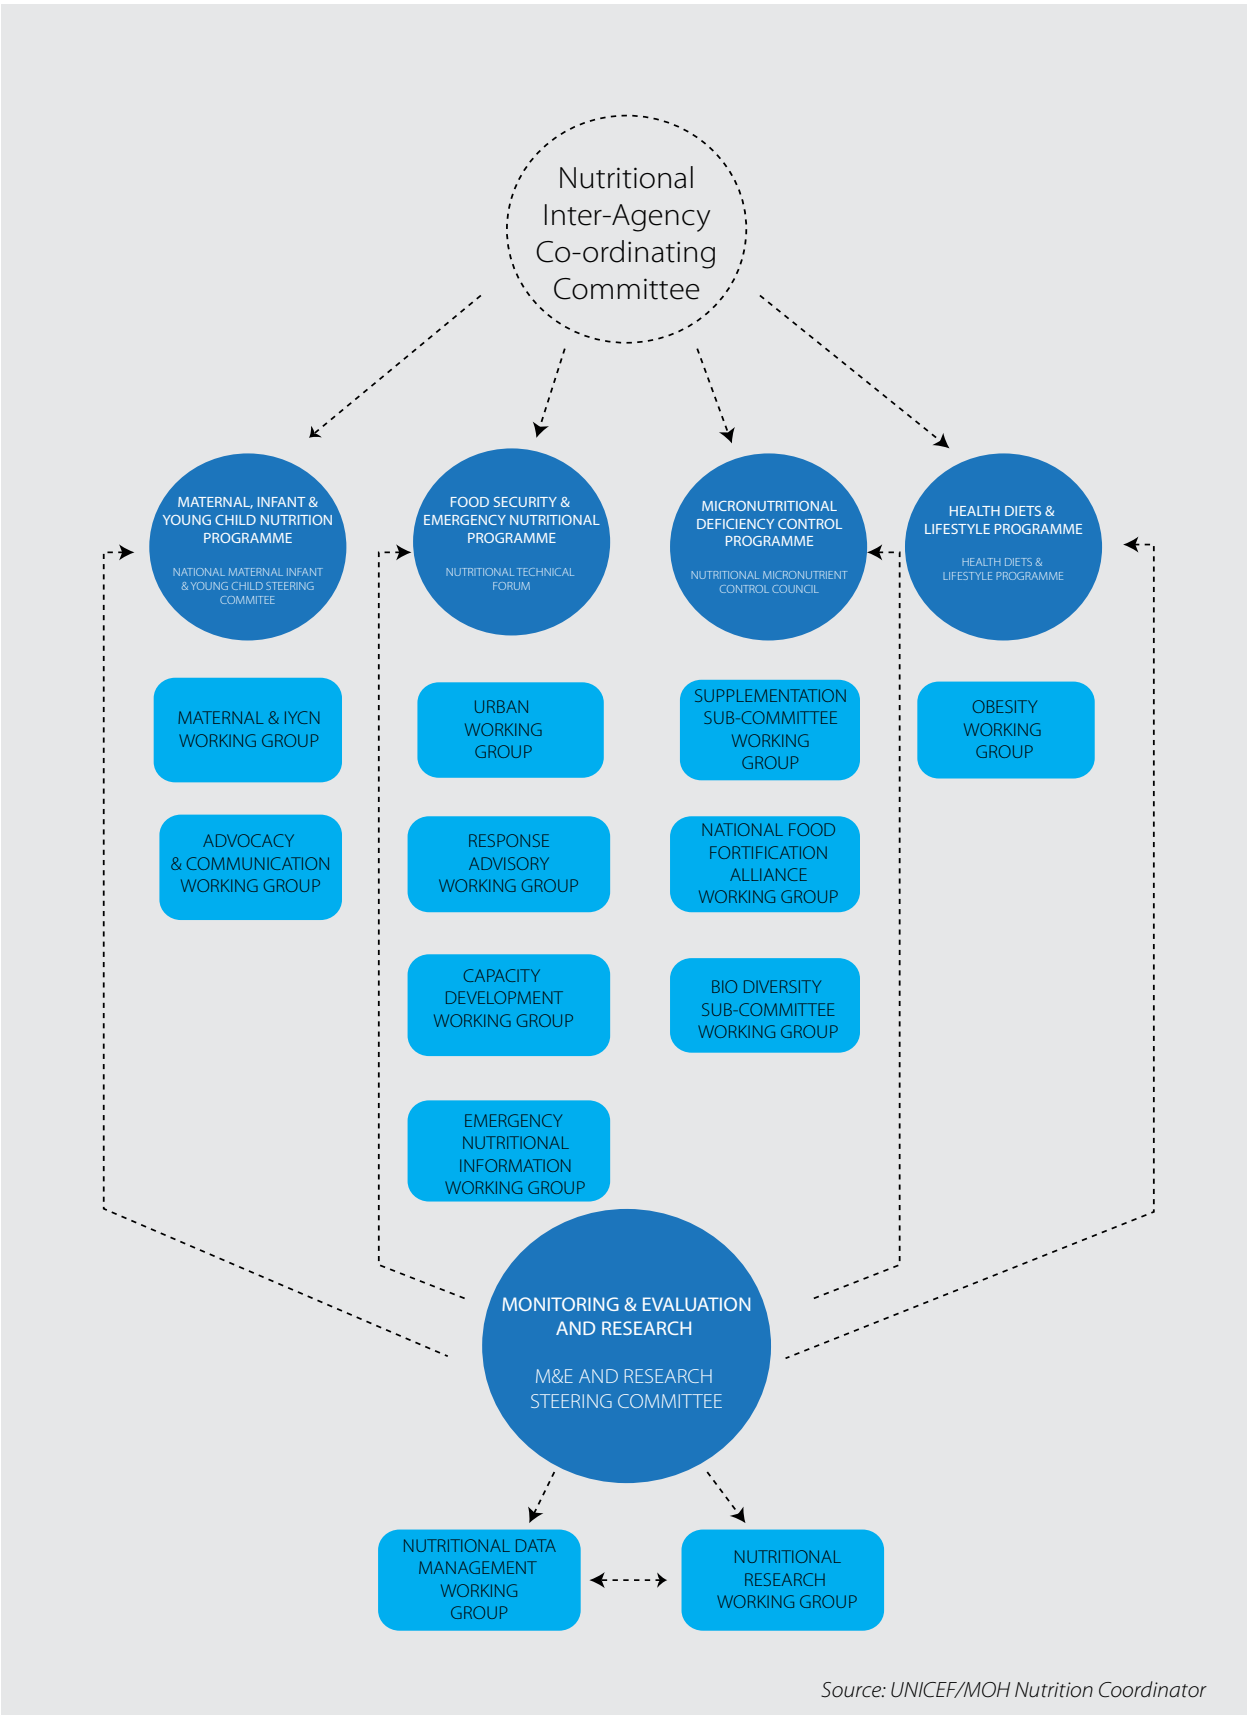 Nutritional
Inter-Agency
Co-ordinating
Committee
MATERNAL, INFANT &
YOUNG CHILD NUTRITION
PROGRAMME
NATIONAL MATERNAL INFANT
& YOUNG CHILD STEERING
COMMITEE
FOOD SECURITY &
EMERGENCY NUTRITIONAL
PROGRAMME
NUTRITIONAL TECHNICAL
FORUM
MICRONUTRITIONAL
DEFICIENCY CONTROL
PROGRAMME
NUTRITIONAL MICRONUTRIENT
CONTROL COUNCIL
HEALTH DIETS &
LIFESTYLE PROGRAMME
HEALTH DIETS &
LIFESTYLE PROGRAMME
MATERNAL & IYCN
WORKING GROUP
ADVOCACY
& COMMUNICATION
WORKING GROUP
URBAN
WORKING
GROUP
RESPONSE
ADVISORY
WORKING GROUP
CAPACITY
DEVELOPMENT
WORKING GROUP
EMERGENCY
NUTRITIONAL
INFORMATION
WORKING GROUP
SUPPLEMENTATION
SUB-COMMITTEE
WORKING
GROUP
NATIONAL FOOD
FORTIFICATION
ALLIANCE
WORKING GROUP
BIO DIVERSITY
SUB-COMMITTEE
WORKING GROUP
OBESITY
WORKING
GROUP
MONITORING & EVALUATION
AND RESEARCH
M&E AND RESEARCH
STEERING COMMITTEE
NUTRITIONAL DATA
MANAGEMENT
WORKING
GROUP
NUTRITIONAL
RESEARCH
WORKING GROUP
Source: UNICEF/MOH Nutrition Coordinator